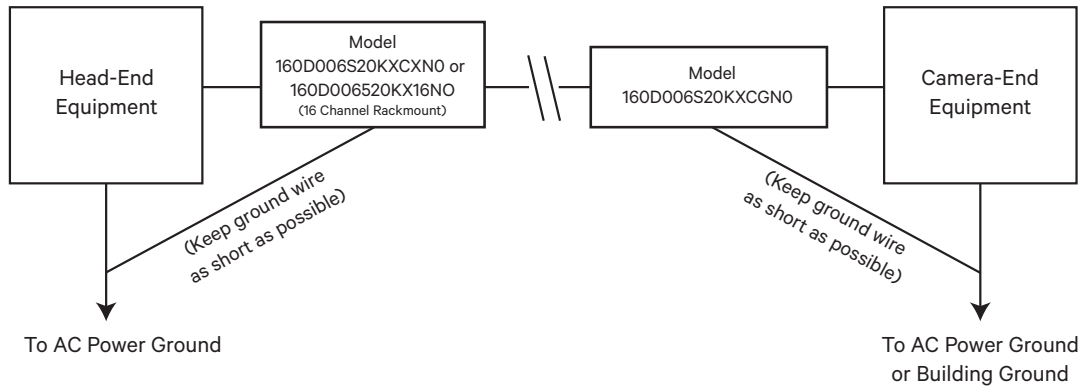 Head-End
Equipment
Model
160D006S20KXCXN0 or
160D006520KX16NO
(16 Channel Rackmount)
Model
160D006S20KXCGN0
Camera-End
Equipment
(Keep ground wire
as short as possible)
(Keep ground wire
as short as possible)
To AC Power Ground
To AC Power Ground
or Building Ground